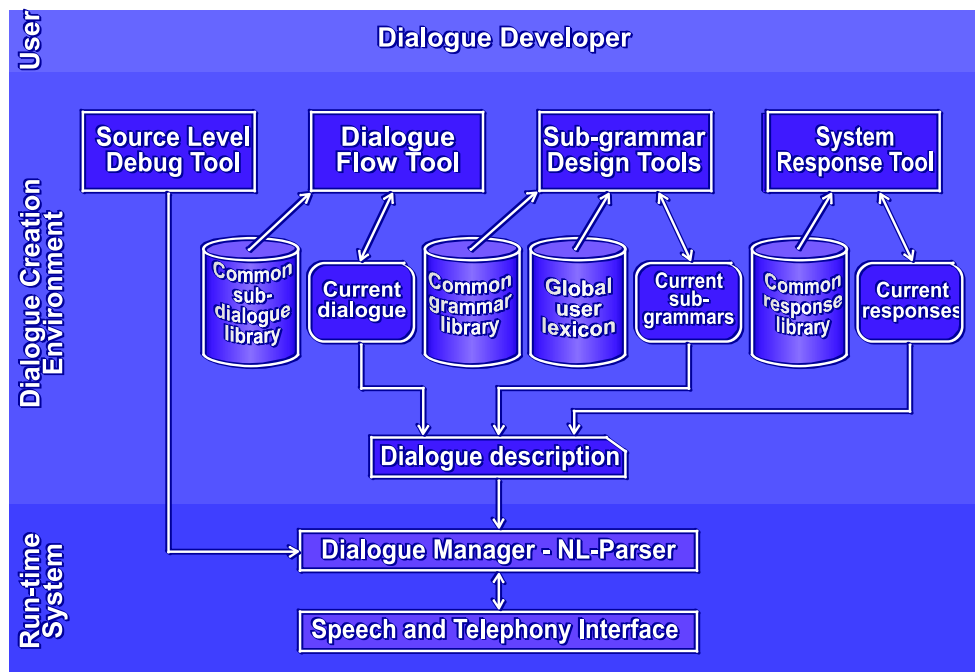 User
Dialogue Developer
Dialogue Creation
Environment
Source Level
Debug Tool
Dialogue
Flow Tool
Sub-grammar
Design Tools
System
Response Tool
Common
sub-
dialogue
library
Current
dialogue
Common
grammar
library
Global
user
lexicon
Current
sub-
grammars
Common
response
library
Current
responses
Dialogue description
Run-time
System
Dialogue Manager - NL-Parser
Speech and Telephony Interface